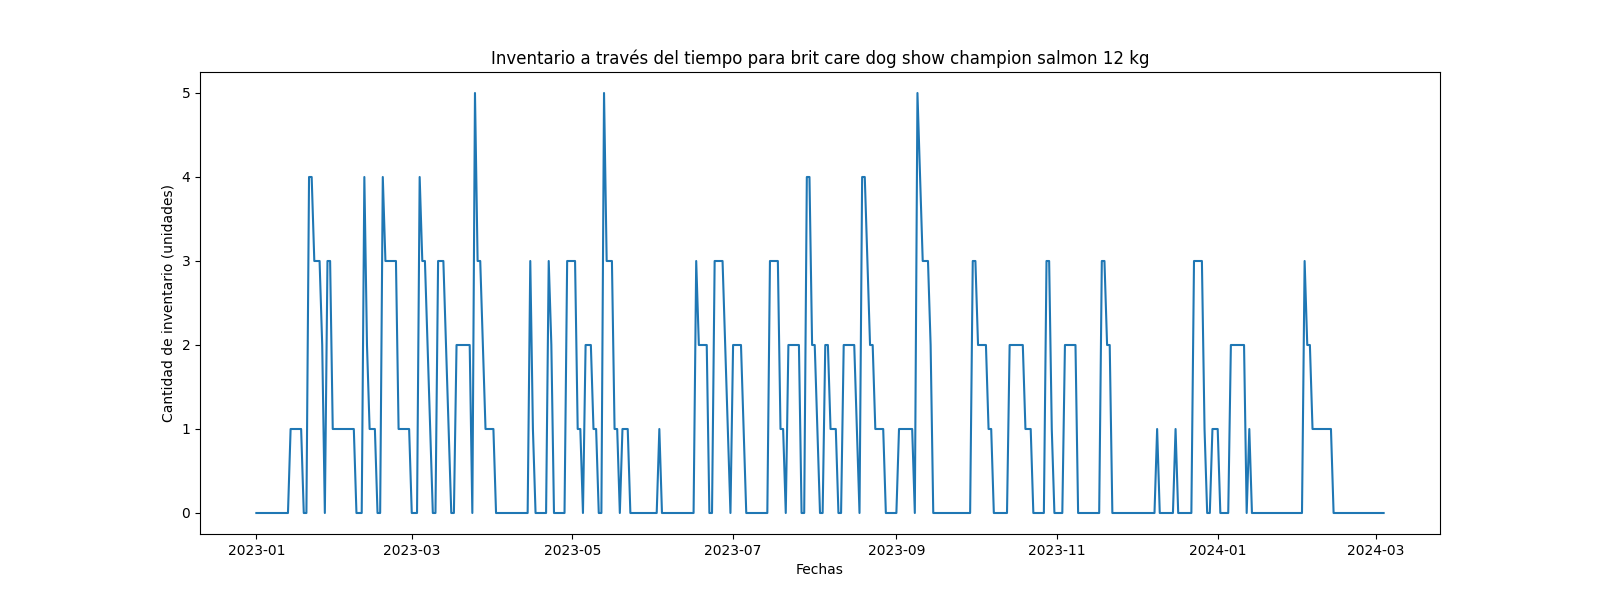 Inventario a través del tiempo para brit care dog show champion salmon 12 kg
Cantidad de inventario (unidades)
5
4
3
2
1
0
2023-01 2023-03 2023-05 2023-07 2023-09 2023-11 2024-01 2024-03
Fechas